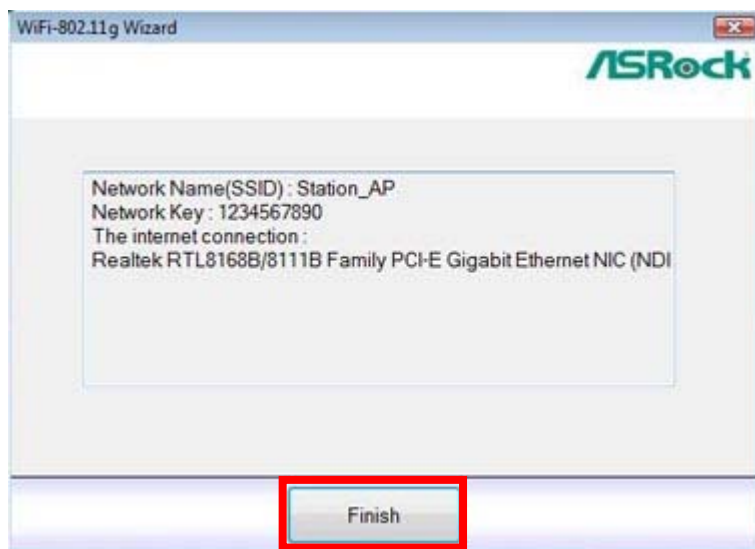 WiFi-802.11g Wizard
ASRock
Network Name(SSID) : Station_AP
Network Key : 1234567890
The internet connection :
Realtek RTL8168B/8111B Family PCI-E Gigabit Ethernet NIC (NDI
Finish